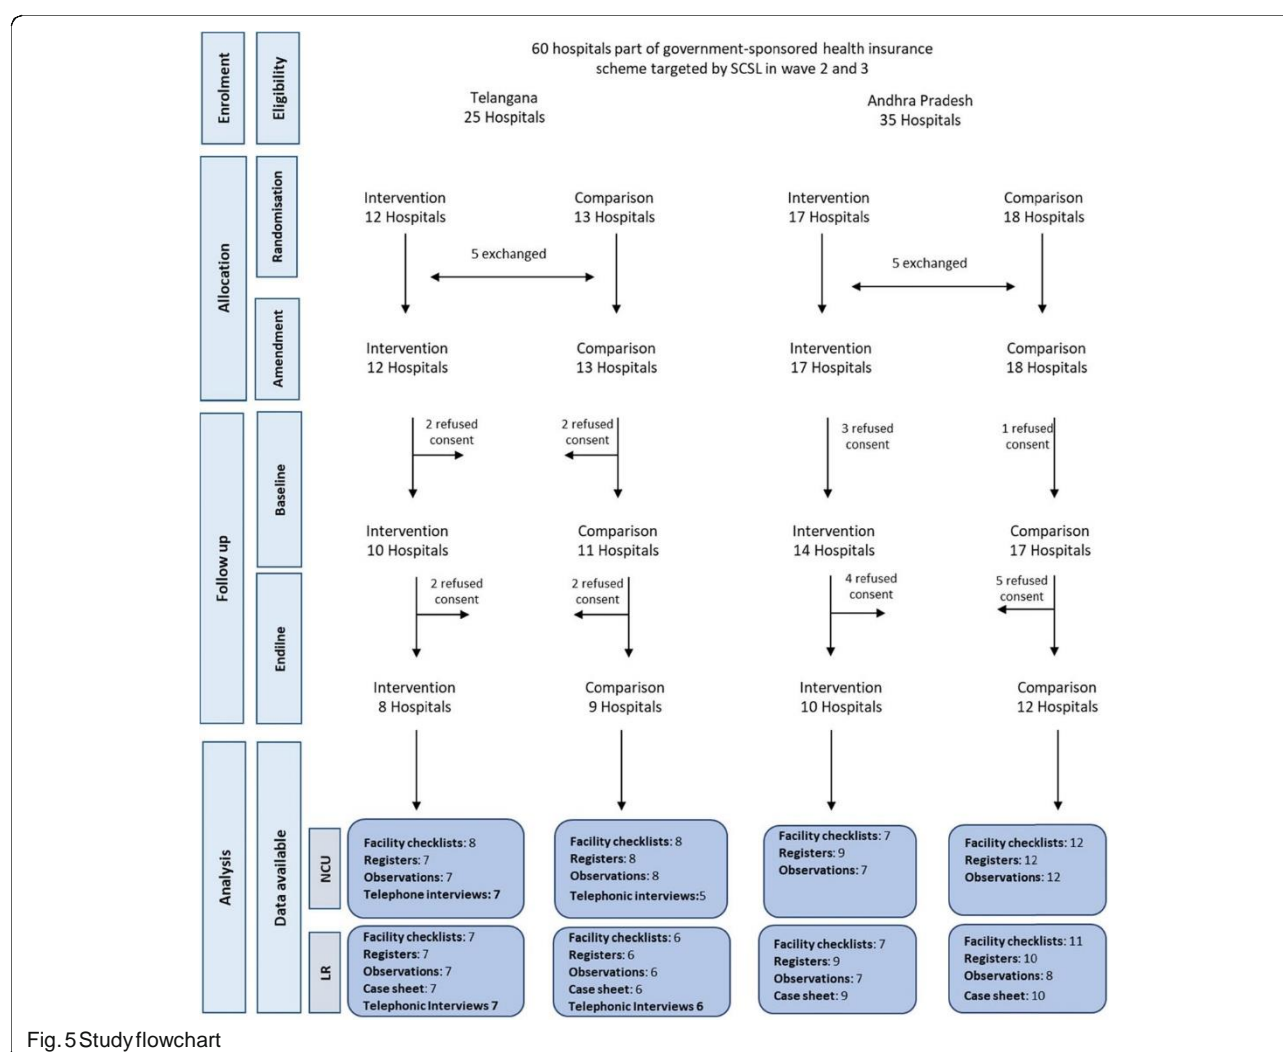 Enrolment
Eligibility
60 hospitals part of government-sponsored health insurance
scheme targeted by SCSL in wave 2 and 3
Telangana
25 Hospitals
Andhra Pradesh
35 Hospitals
Allocation
Randomisation
Intervention
12 Hospitals
Comparison
13 Hospitals
Intervention
17 Hospitals
Comparison
18 Hospitals
5 exchanged
5 exchanged
Amendment
Intervention
12 Hospitals
Comparison
13 Hospitals
Intervention
17 Hospitals
Comparison
18 Hospitals
Follow up
Baseline
2 refused
consent
2 refused
consent
3 refused
consent
1 refused
consent
Intervention
10 Hospitals
Comparison
11 Hospitals
Intervention
14 Hospitals
Comparison
17 Hospitals
Endilne
2 refused
consent
2 refused
consent
4 refused
consent
5 refused
consent
Intervention
8 Hospitals
Comparison
9 Hospitals
Intervention
10 Hospitals
Comparison
12 Hospitals
Analysis
Data available
NCU
Facility checklists: 8
Registers: 7
Observations: 7
Telephone interviews: 7
Facility checklists: 8
Registers: 8
Observations: 8
Telephonic interviews:5
Facility checklists: 7
Registers: 9
Observations: 7
Facility checklists: 12
Registers: 12
Observations: 12
LR
Facility checklists: 7
Registers: 7
Observations: 7
Case sheet: 7
Telephonic Interviews 7
Facility checklists: 6
Registers: 6
Observations: 6
Case sheet: 6
Telephonic Interviews 6
Facility checklists: 7
Registers: 9
Observations: 7
Case sheet: 9
Facility checklists: 11
Registers: 10
Observations: 8
Case sheet: 10
Fig. 5 Study flowchart